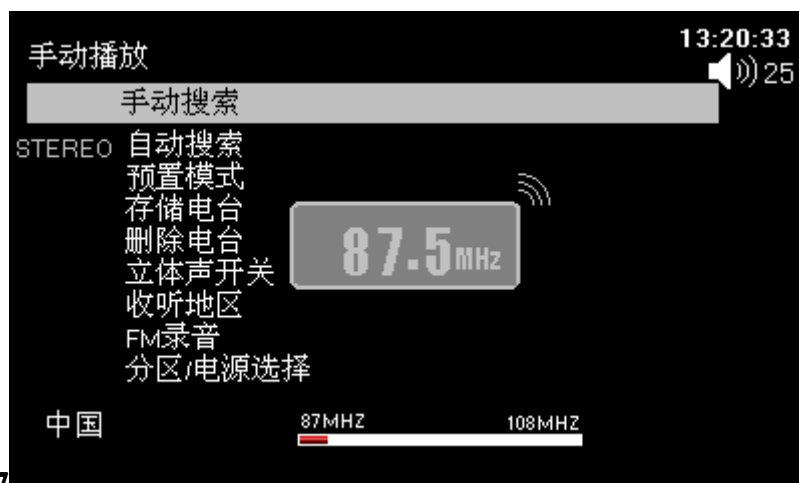 13:20:33
手动播放
25
手动搜索
STEREO 自动搜索
预置模式
存储电台
删除电台
87.5MHz
立体声开关
收听地区
FM录音
分区/电源选择
中国
87MHZ 108MHZ